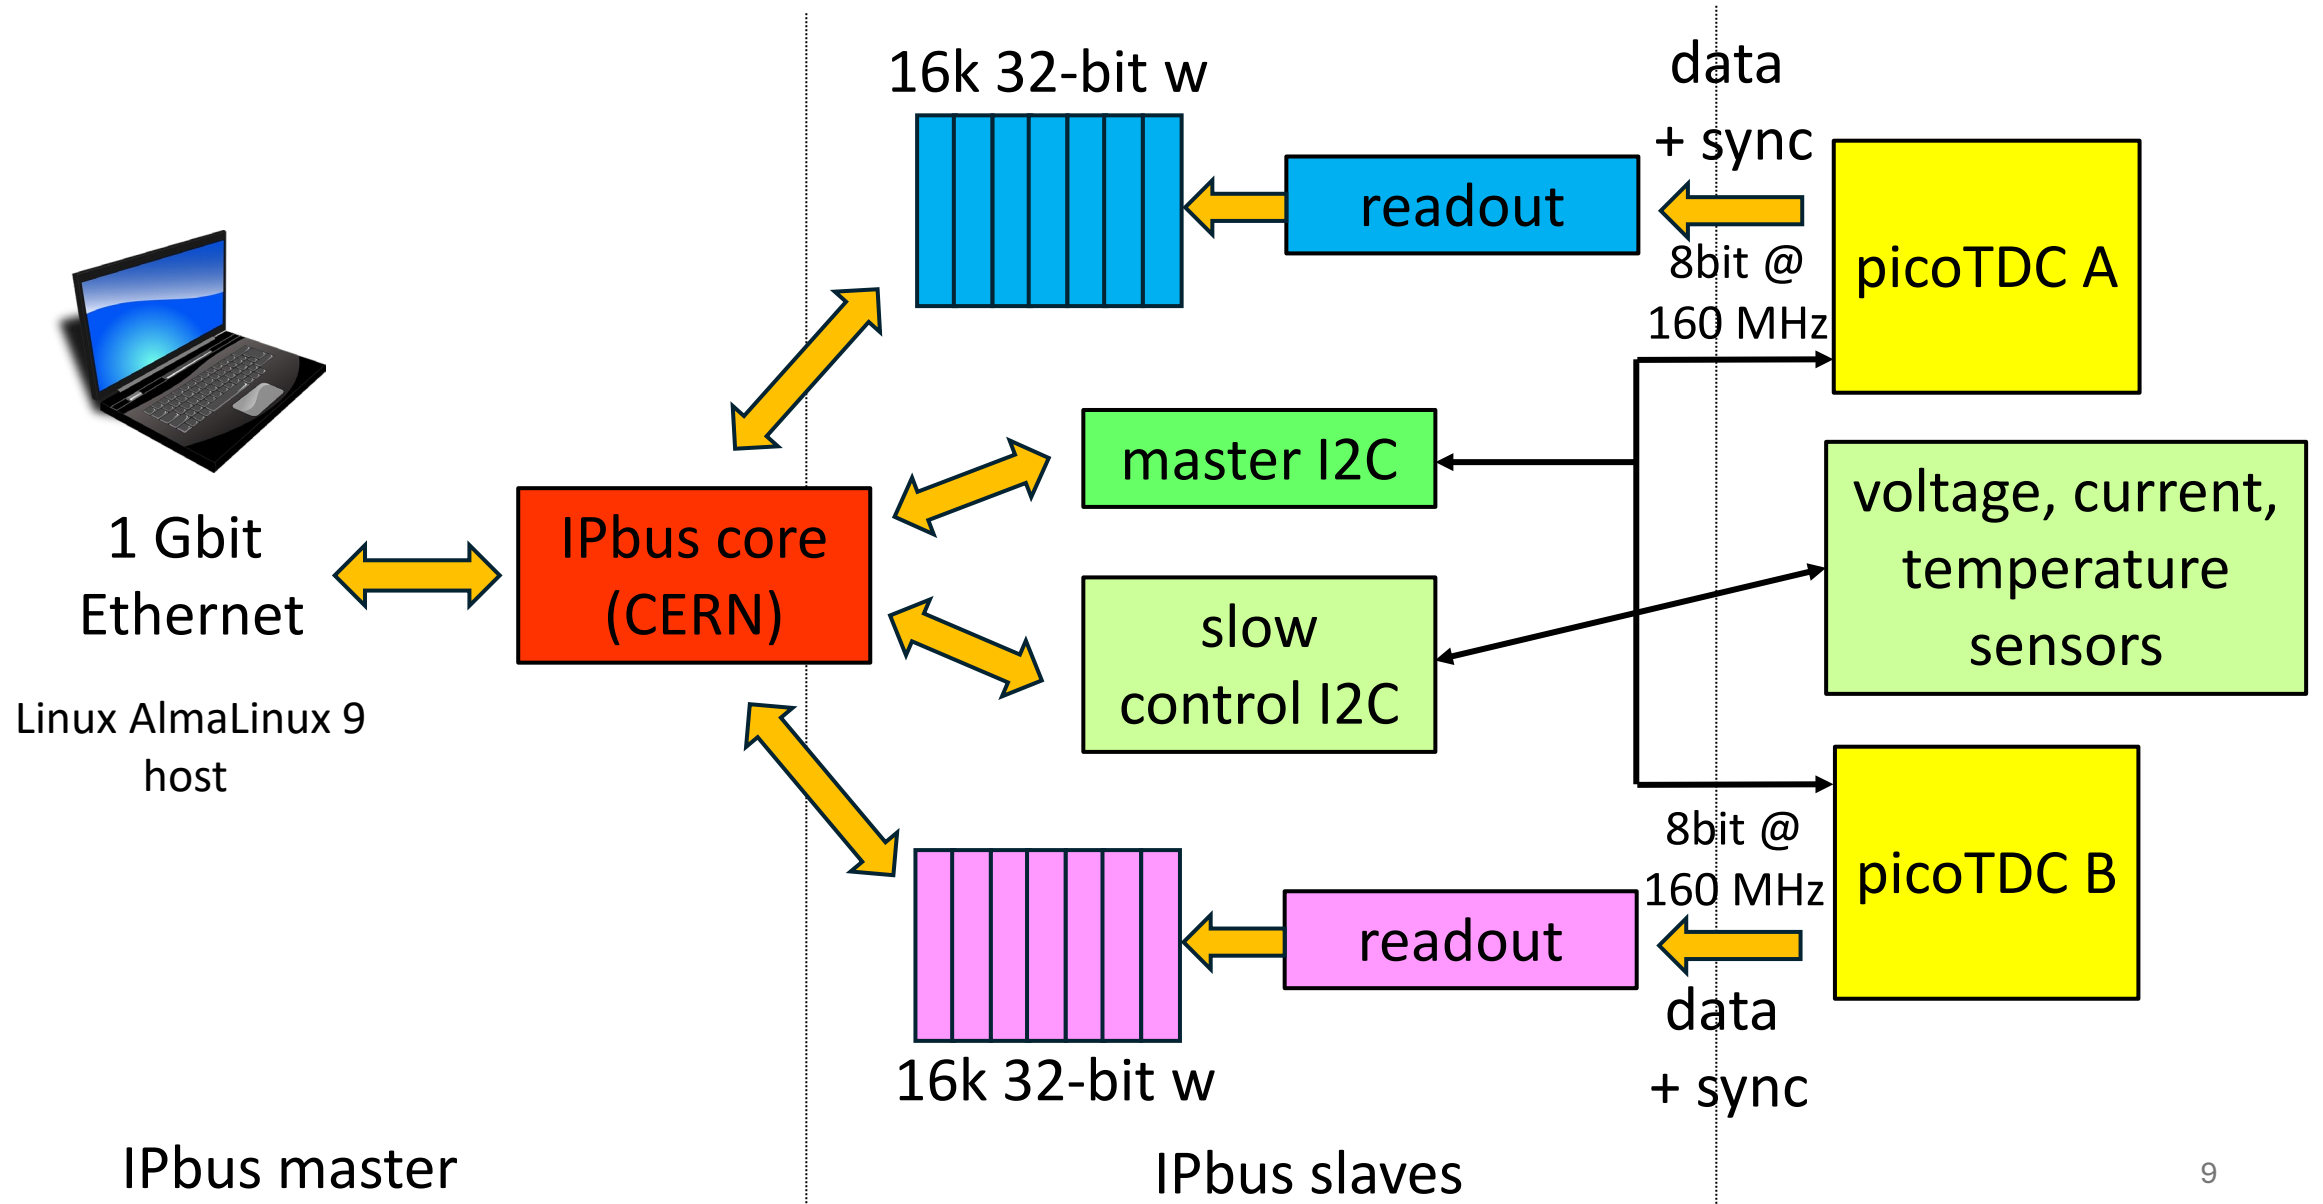 16k 32-bit w
data
+ sync
readout
picoTDC A
8bit @
160 MHz
master I2C
voltage, current,
temperature
sensors
1 Gbit
Ethernet
IPbus core
(CERN)
slow
control I2C
Linux AlmaLinux 9
host
8bit @
160 MHz
picoTDC B
readout
data
+ sync
16k 32-bit w
IPbus master
IPbus slaves
9